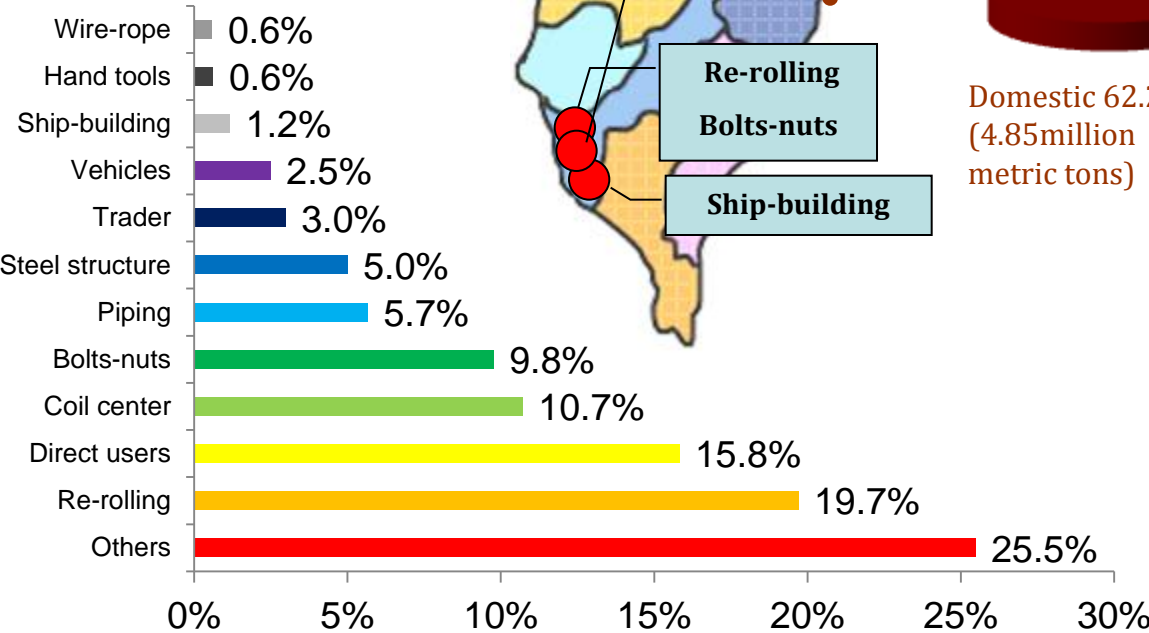 Wire-rope 0.6%
Hand tools 0.6%
Ship-building 1.2%
Vehicles 2.5%
Trader 3.0%
Steel structure 5.0%
Piping 5.7%
Bolts-nuts 9.8%
Coil center 10.7%
Direct users 15.8%
Re-rolling 19.7%
Others 25.5%
0% 5% 10% 15% 20% 25% 30%
Re-rolling
Bolts-nuts
Ship-building
Domestic 62.2
(4.85million
metric tons)